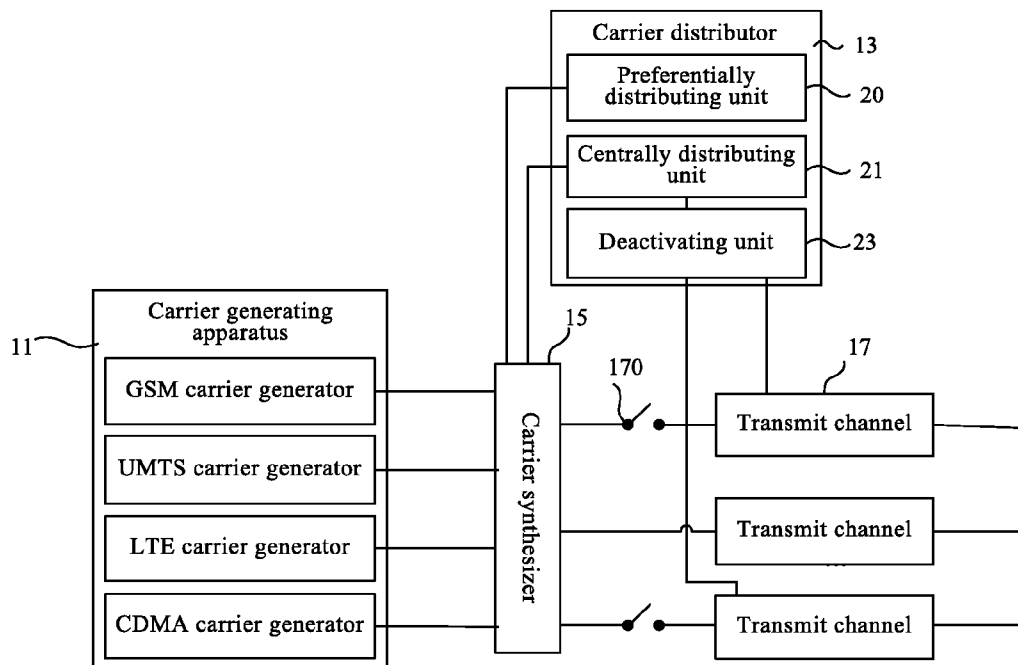 Carrier distributor
13
Preferentially
distributing unit
20
Centrally distributing
unit
21
Deactivating unit
23
Carrier generating
apparatus
11
GSM carrier generator
UMTS carrier generator
LTE carrier generator
CDMA carrier generator
15
Carrier synthesizer
170
17
Transmit channel
Transmit channel
...
Transmit channel